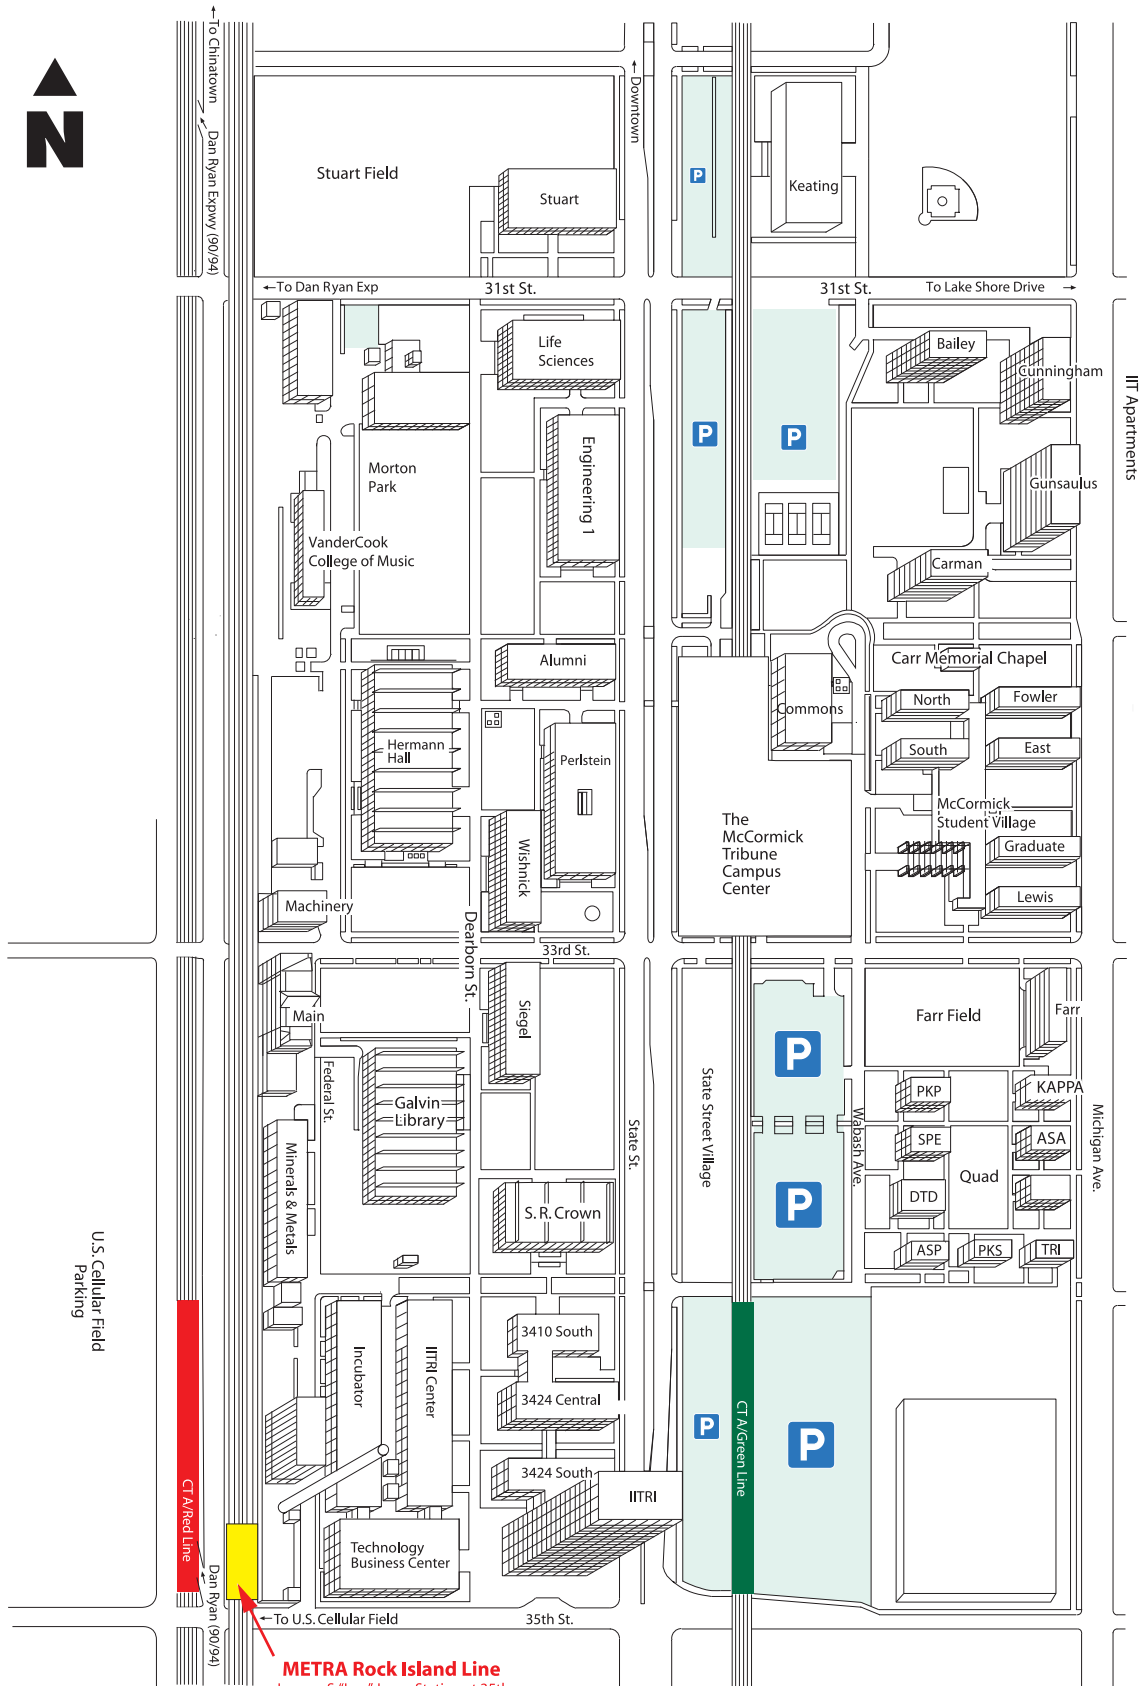 To Chinatown
Dan Ryan Expwy (90/94)
N
Downtown
Stuart Field
Stuart
P
Keating
To Dan Ryan Exp
31st St.
31st St.
To Lake Shore Drive
Life
Sciences
Bailey
Cunningham
IIT Apartments
P
P
Engineering 1
Morton
Park
Gunsaulus
VanderCook
College of Music
Carman
Alumni
Carr Memorial Chapel
North
Fowler
Commons
Hermann
Hall
South
East
Perlstein
McCormick
Student Village
The
McCormick
Tribune
Campus
Center
Wishnick
Graduate
Lewis
Machinery
Dearborn St.
33rd St.
Siegel
Main
Farr Field
Farr
P
Federal St.
Galvin
Library
State Street Village
Wabash Ave.
PKP
KAPPA
Michigan Ave.
State St.
SPE
ASA
Minerals & Metals
Quad
P
DTD
S. R. Crown
ASP
PKS
TRI
U.S. Cellular Field
Parking
3410 South
Incubator
IITRI Center
3424 Central
P
CT A/Green Line
P
3424 South
IITRI
CT A/Red Line
Technology
Business Center
Dan Ryan (90/94)
To U.S. Cellular Field
35th St.
METRA Rock Island Line